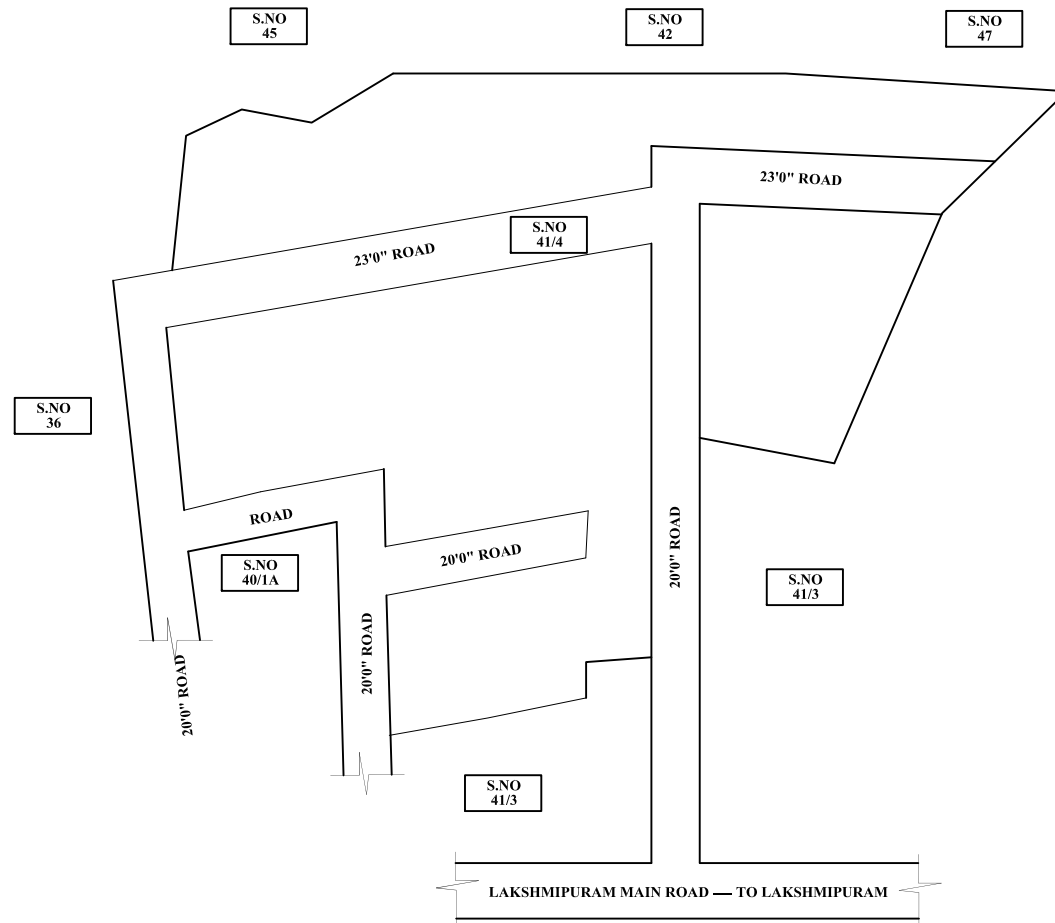 S.NO
45
S.NO
42
S.NO
47
23'0" ROAD
S.NO
41/4
23'0" ROAD
S.NO
36
ROAD
20'0" ROAD
S.NO
40/1A
20'0" ROAD
S.NO
41/3
20'0" ROAD
20'0" ROAD
S.NO
41/3
LAKSHMIPURAM MAIN ROAD — TO LAKSHMIPURAM